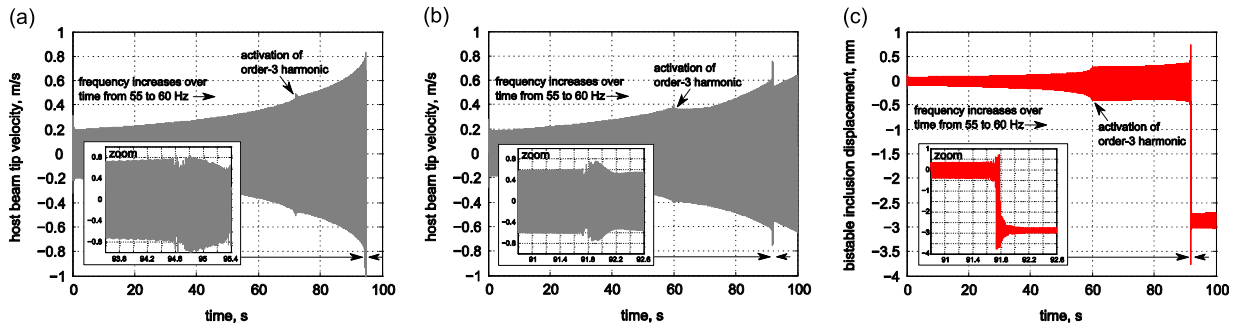 (a)
1
0.8
0.6
0.4
0.2
0
−0.2
−0.4
−0.6
−0.8
−1
host beam tip velocity, m/s
activation of
order-3 harmonic
frequency increases over
time from 55 to 60 Hz
zoom
0.8
0.4
0
-0.4
-0.8
93.8 94.2 94.6 95 95.4
0 20 40 60 80 100
time, s
(b)
1
0.8
0.6
0.4
0.2
0
−0.2
−0.4
−0.6
−0.8
−1
host beam tip velocity, m/s
activation of
order-3 harmonic
frequency increases over
time from 55 to 60 Hz
zoom
0.8
0.4
0
-0.4
-0.8
91 91.4 91.8 92.2 92.6
0 20 40 60 80 100
time, s
(c)
1
0.5
0
−0.5
−1
−1.5
−2
−2.5
−3
−3.5
−4
bistable inclusion displacement, mm
frequency increases over
time from 55 to 60 Hz
activation of
order-3 harmonic
zoom
1
0
−1
−2
−3
−4
91 91.4 91.8 92.2 92.6
0 20 40 60 80 100
time, s